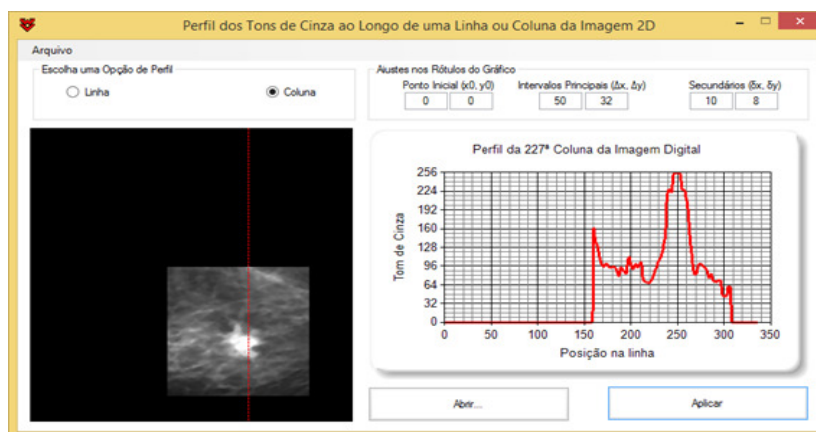 Perfil dos Tons de Cinza ao Longo de uma Linha ou Coluna da Imagem 2D
Arquivo
Escolha uma Opção de Perfil
Linha
Coluna
Ajustes nos Rótulos do Gráfico
Ponto Inicial (x0, y0)
Intervalos Principais (Δx, Δy)
Secundários (δx, δy)
0 0 50 32 10 8
Perfil da 227ª Coluna da Imagem Digital
Tom de Cinza
256
224
192
160
128
96
64
32
0
0 50 100 150 200 250 300 350
Posição na linha
Abrir...
Aplicar